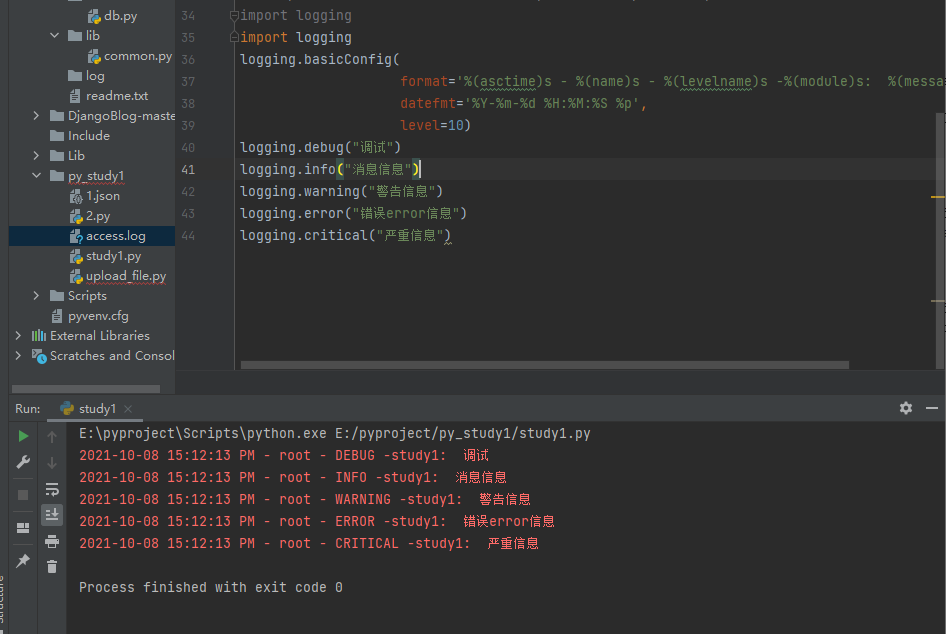 db.py
lib
common.py
log
readme.txt
DjangoBlog-maste
Include
Lib
py_study1
1.json
2.py
access.log
study1.py
upload_file.py
Scripts
pyvenv.cfg
External Libraries
Scratches and Consol
34 import logging
35 import logging
36 logging.basicConfig(
37 format='%(asctime)s - %(name)s - %(levelname)s -%(module)s:  %(messa
38 datefmt='%Y-%m-%d %H:%M:%S %p',
39 level=10)
40 logging.debug("调试")
41 logging.info("消息信息")
42 logging.warning("警告信息")
43 logging.error("错误error信息")
44 logging.critical("严重信息")
Run: study1
E:\pyproject\Scripts\python.exe E:/pyproject/py_study1/study1.py
2021-10-08 15:12:13 PM - root - DEBUG -study1:  调试
2021-10-08 15:12:13 PM - root - INFO -study1:  消息信息
2021-10-08 15:12:13 PM - root - WARNING -study1:  警告信息
2021-10-08 15:12:13 PM - root - ERROR -study1:  错误error信息
2021-10-08 15:12:13 PM - root - CRITICAL -study1:  严重信息
Process finished with exit code 0